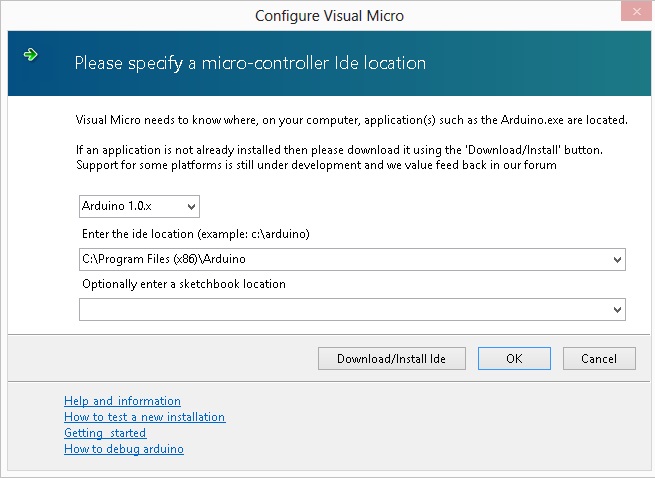 Configure Visual Micro
Please specify a micro-controller Ide location
Visual Micro needs to know where, on your computer, application(s) such as the Arduino.exe are located.
If an application is not already installed then please download it using the 'Download/Install' button.
Support for some platforms is still under development and we value feed back in our forum
Arduino 1.0.x
Enter the ide location (example: c:\arduino)
C:\Program Files (x86)\Arduino
Optionally enter a sketchbook location
Download/Install Ide
OK
Cancel
Help and information
How to test a new installation
Getting started
How to debug arduino